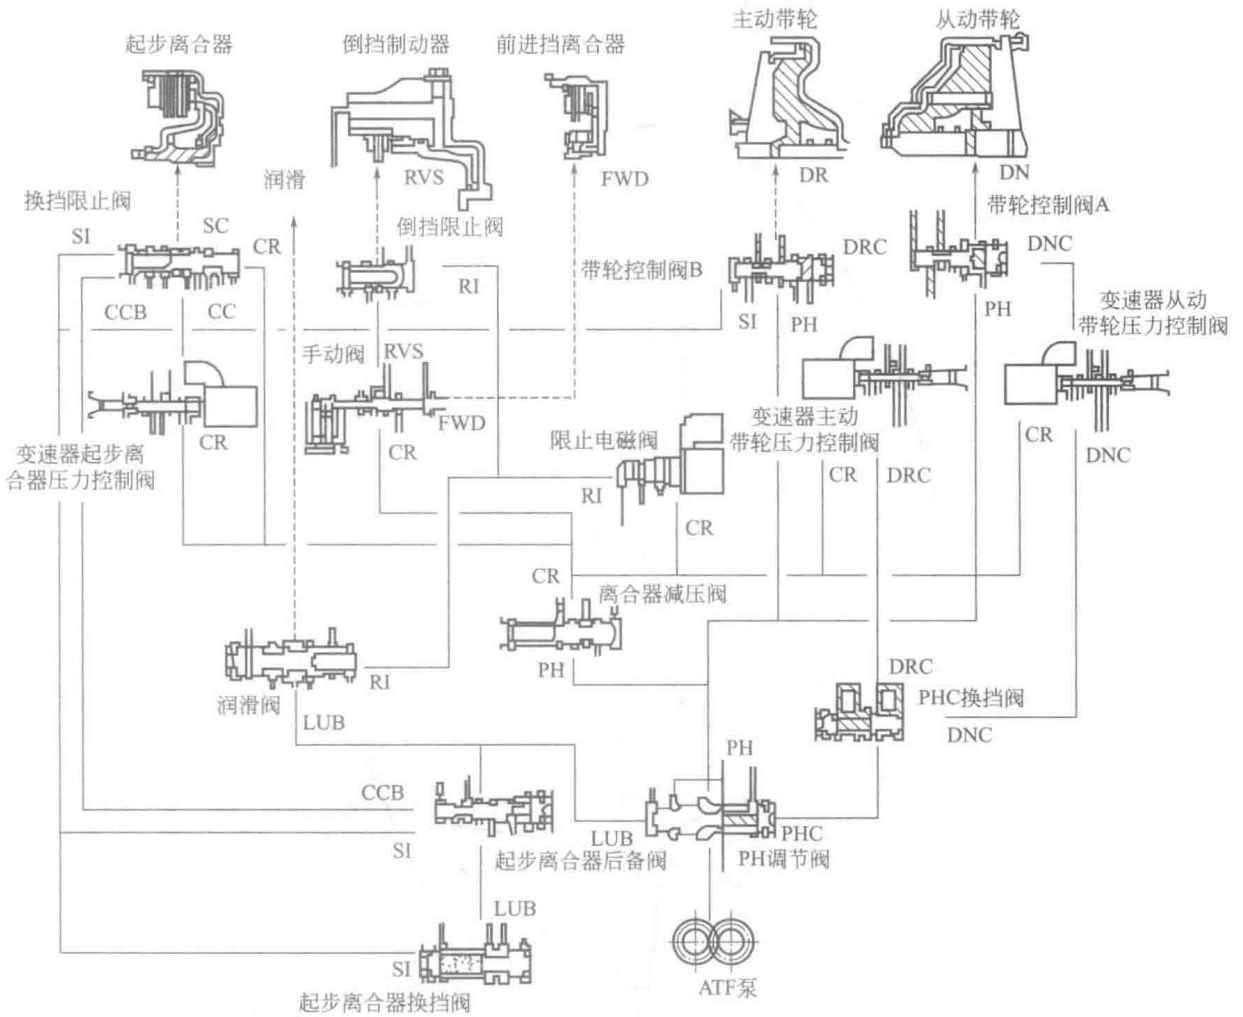 起步离合器
倒挡制动器
前进挡离合器
主动带轮
从动带轮
润滑
RVS
FWD
DR
DN
换挡限止阀
SC
倒挡限止阀
带轮控制阀A
SI
CR
RI
带轮控制阀B
DRC
DNC
CCB
CC
SI
PH
PH
变速器从动
带轮压力控制阀
手动阀
RVS
CR
FWD
CR
变速器起步离
合器压力控制阀
限止电磁阀
变速器主动
带轮压力控制阀
CR
DNC
RI
CR
DRC
CR
CR
离合器减压阀
PH
RI
DRC
PHC换挡阀
润滑阀
LUB
DNC
PH
CCB
SI
LUB
PHC
起步离合器后备阀
PH调节阀
LUB
SI
起步离合器换挡阀
ATF泵